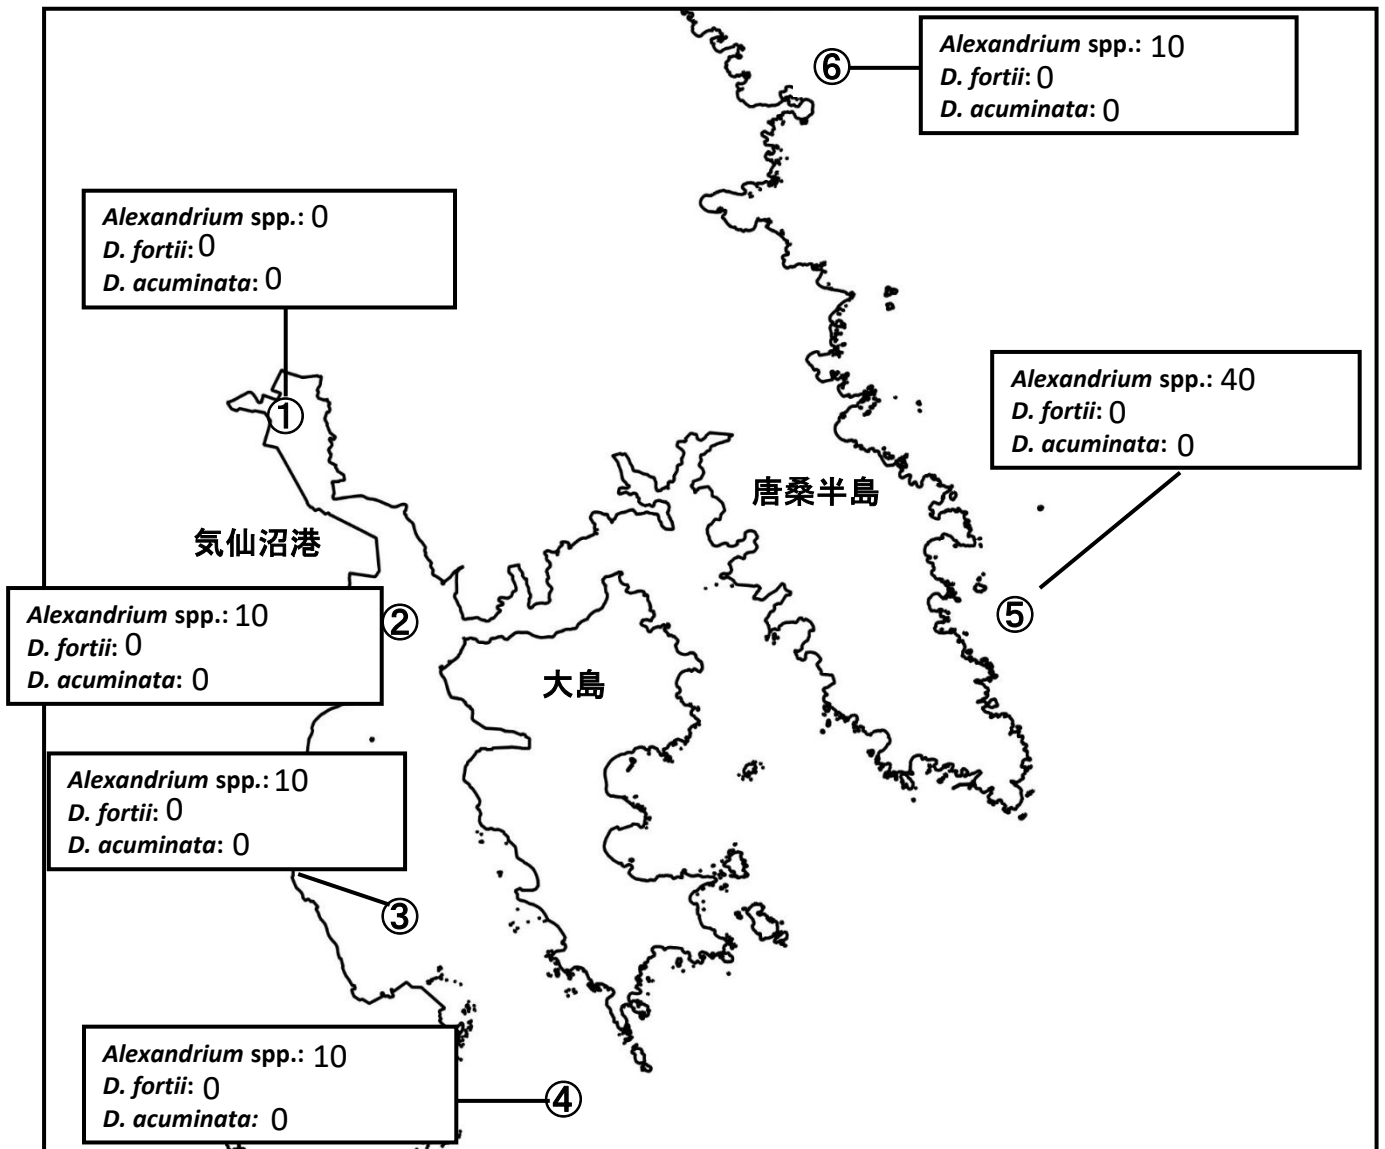 Alexandrium spp.: 10
D. fortii: 0
D. acuminata: 0
⑥
Alexandrium spp.: 0
D. fortii: 0
D. acuminata: 0
①
Alexandrium spp.: 40
D. fortii: 0
D. acuminata: 0
⑤
唐桑半島
気仙沼港
Alexandrium spp.: 10
D. fortii: 0
D. acuminata: 0
②
大島
Alexandrium spp.: 10
D. fortii: 0
D. acuminata: 0
③
Alexandrium spp.: 10
D. fortii: 0
D. acuminata: 0
④